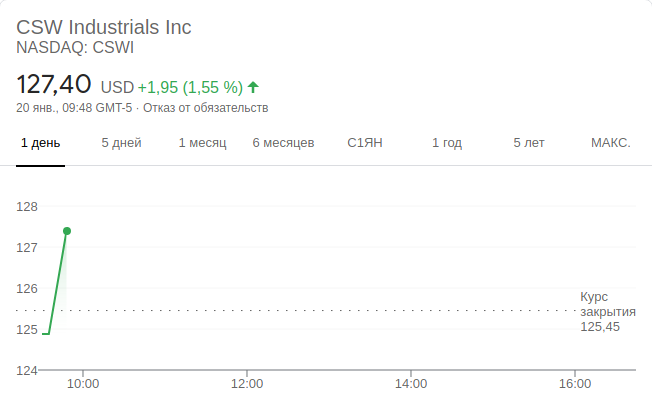 CSW Industrials Inc
NASDAQ: CSWI
127,40 USD +1,95 (1,55 %)
20 янв., 09:48 GMT-5 · Отказ от обязательств
1 день 5 дней 1 месяц 6 месяцев С1ЯН 1 год 5 лет МАКС.
128
127
126
Курс
закрытия
125,45
125
124
10:00 12:00 14:00 16:00